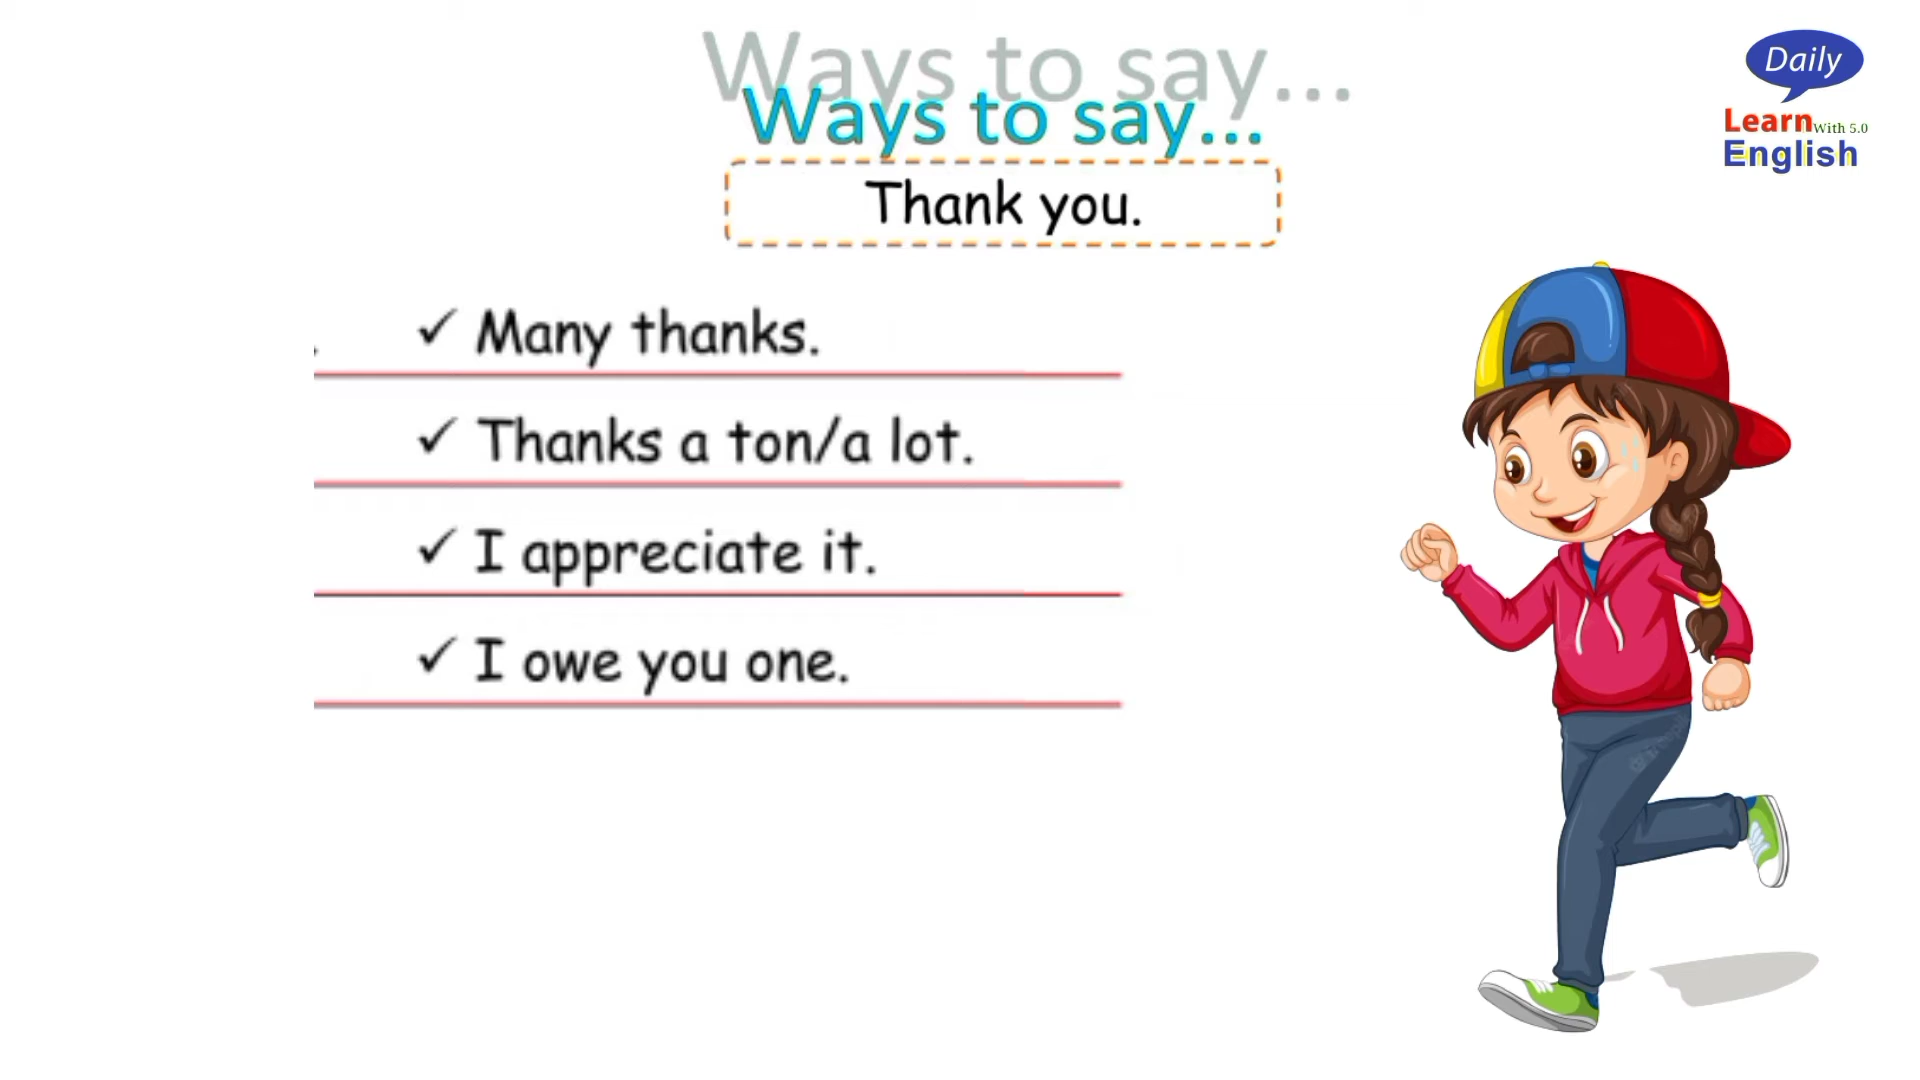 Ways to say...
Ways to say...
Thank you.
Daily
Learn With 5.0
English
✓ Many thanks.
✓ Thanks a ton/a lot.
✓ I appreciate it.
✓ I owe you one.